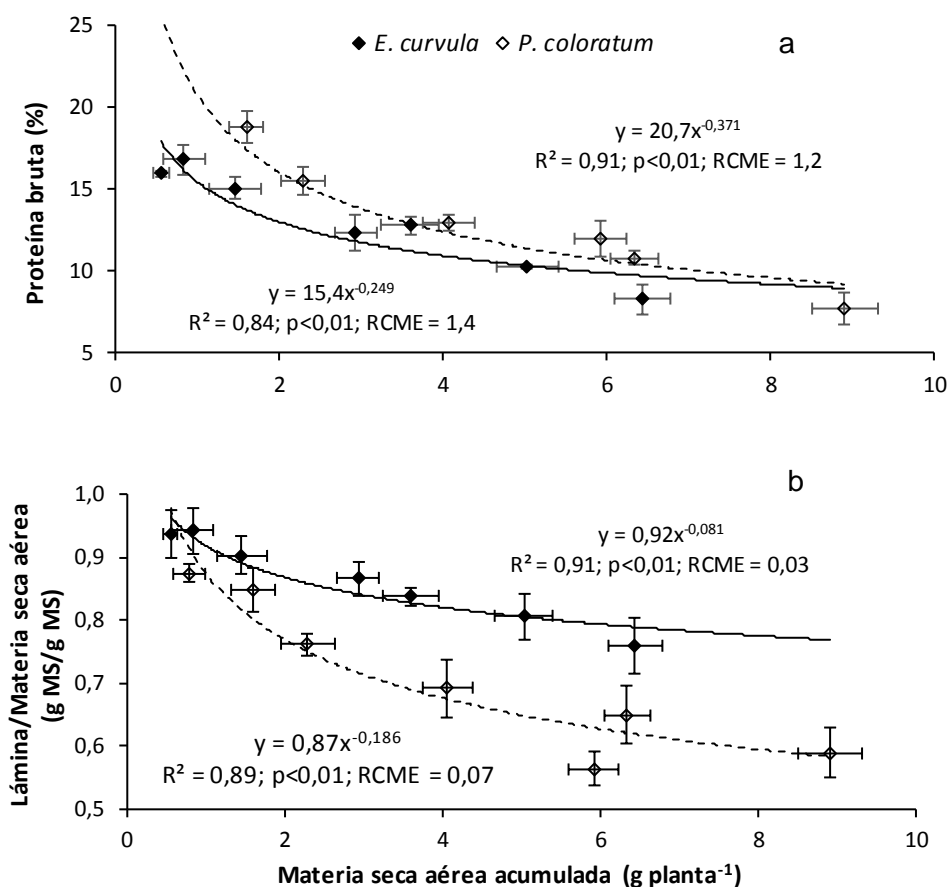 25
20
15
10
5
Proteína bruta (%)
E. curvula P. coloratum
a
y = 20,7x⁻⁰,³⁷¹
R² = 0,91; p<0,01; RCME = 1,2
y = 15,4x⁻⁰,²⁴⁹
R² = 0,84; p<0,01; RCME = 1,4
0 2 4 6 8 10
1,0
0,9
0,8
0,7
0,6
0,5
Lámina/Materia seca aérea
(g MS/g MS)
b
y = 0,92x⁻⁰,⁰⁸¹
R² = 0,91; p<0,01; RCME = 0,03
y = 0,87x⁻⁰,¹⁸⁶
R² = 0,89; p<0,01; RCME = 0,07
0 2 4 6 8 10
Materia seca aérea acumulada (g planta⁻¹)